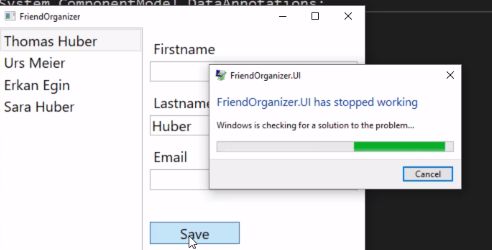 System.ComponentModel.DataAnnotations;
FriendOrganizer
Thomas Huber
Urs Meier
Erkan Egin
Sara Huber
Firstname
Lastname
Huber
Email
Save
FriendOrganizer.UI
FriendOrganizer.UI has stopped working
Windows is checking for a solution to the problem...
Cancel